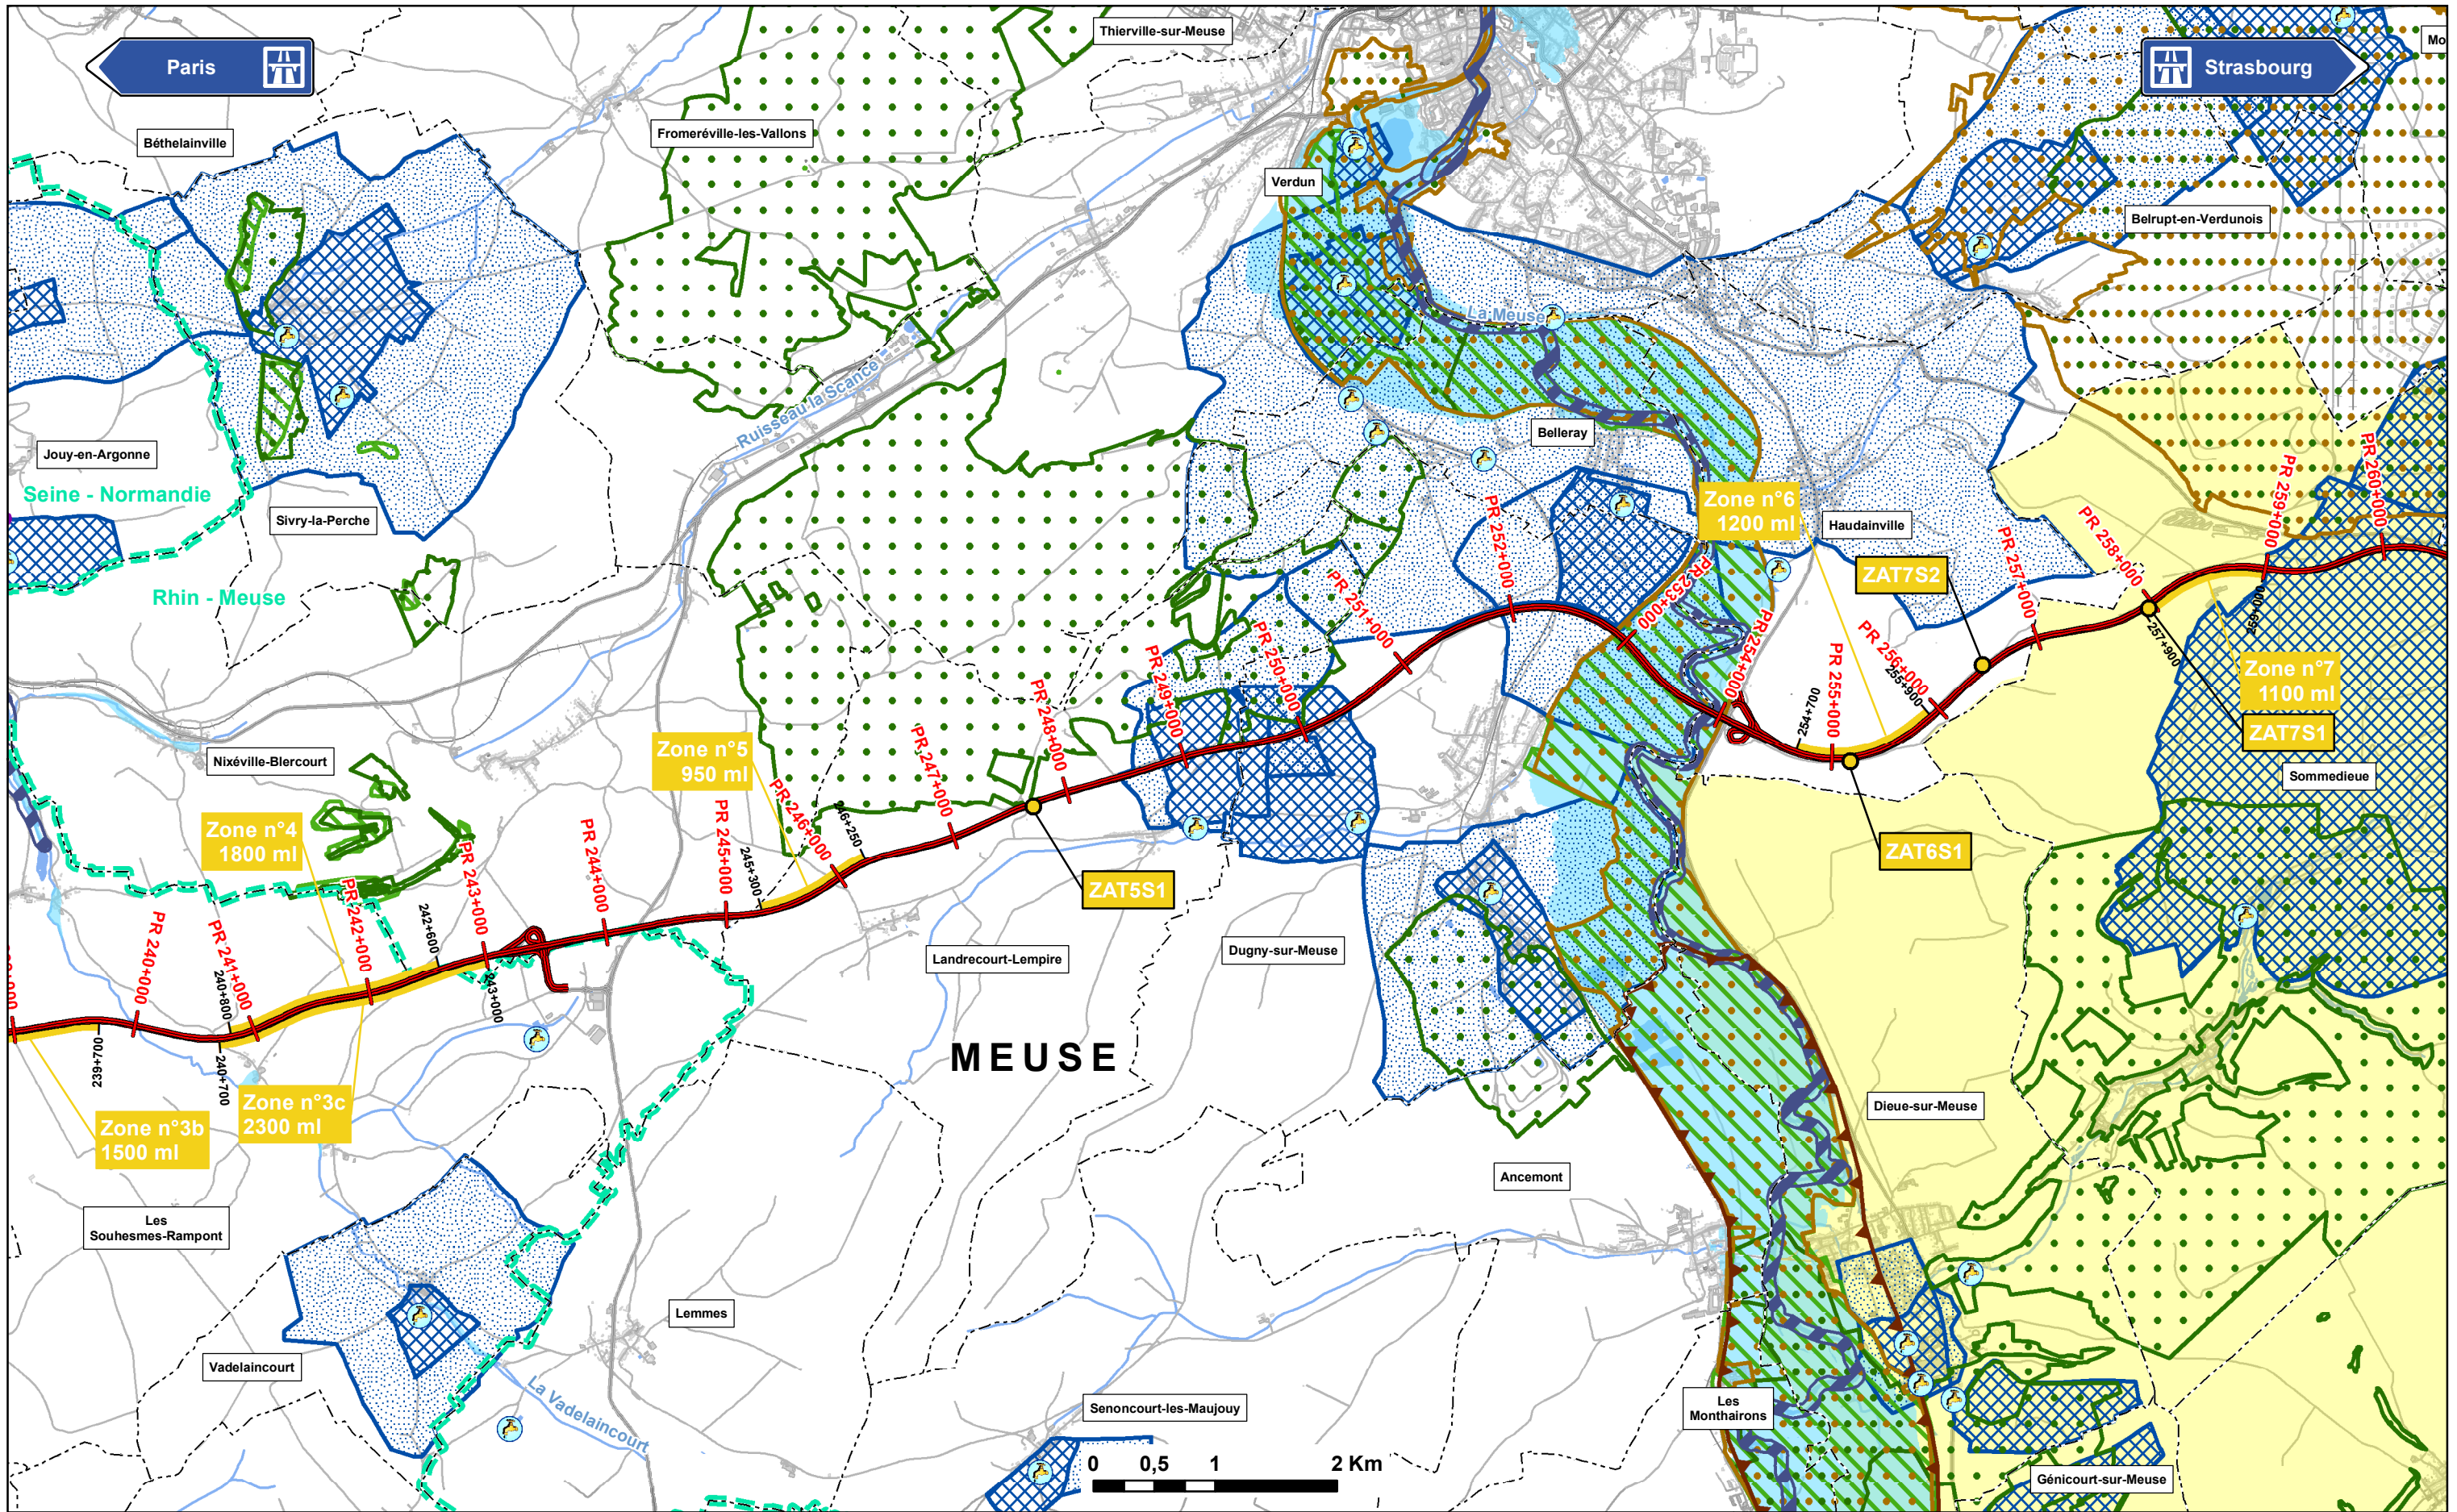 Paris
Strasbourg
Thierville-sur-Meuse
Mo
Béthelainville
Fromeréville-les-Vallons
Verdun
Belrupt-en-Verdunois
La Meuse
Ruisseau la Scance
Belleray
Jouy-en-Argonne
Seine - Normandie
Sivry-la-Perche
Rhin - Meuse
Zone n°6
1200 ml
Haudainville
PR 259+000
PR 260+000
PR 252+000
PR 258+000
PR 257+000
PR 251+000
PR 253+000
ZAT7S2
PR 254+000
PR 250+000
PR 249+000
PR 248+000
PR 255+000
PR 256+000
259+000
257+900
255+900
254+700
Zone n°7
1100 ml
ZAT7S1
Sommedieue
Nixéville-Blercourt
Zone n°5
950 ml
PR 247+000
PR 246+000
246+250
PR 245+000
245+300
PR 244+000
Zone n°4
1800 ml
PR 243+000
PR 242+000
242+600
243+000
PR 241+000
240+800
PR 240+000
240+700
239+700
ZAT5S1
ZAT6S1
Landrecourt-Lempire
Dugny-sur-Meuse
MEUSE
Zone n°3b
1500 ml
Zone n°3c
2300 ml
Dieue-sur-Meuse
Ancemont
Les
Souhesmes-Rampont
Lemmes
Vadelaincourt
La Vadelaincourt
Senoncourt-les-Maujouy
Les
Monthairons
Génicourt-sur-Meuse
0 0,5 1 2 Km